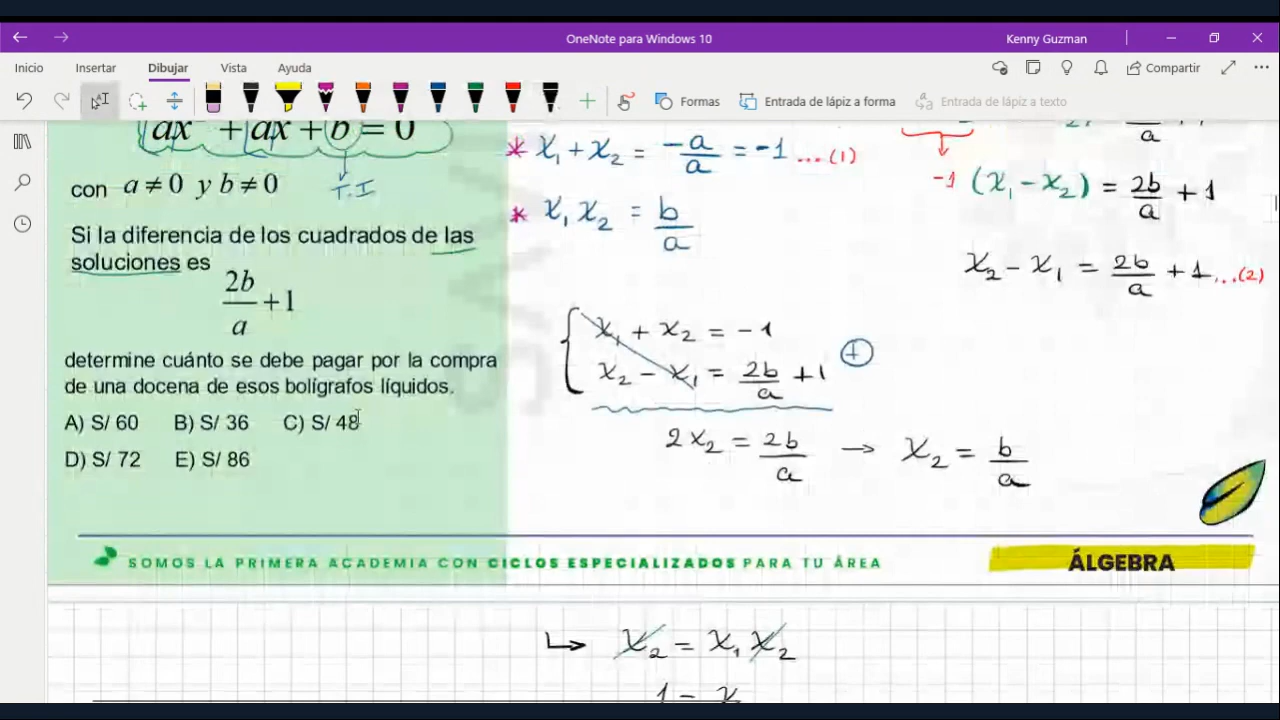 OneNote para Windows 10
Kenny Guzman
Inicio Insertar Dibujar Vista Ayuda
Compartir
Formas Entrada de lápiz a forma Entrada de lápiz a texto
ax + ax + b = 0
con a ≠ 0 y b ≠ 0
T.I
Si la diferencia de los cuadrados de las
soluciones es
2b/a + 1
determine cuánto se debe pagar por la compra
de una docena de esos bolígrafos líquidos.
A) S/ 60 B) S/ 36 C) S/ 48
D) S/ 72 E) S/ 86
* x₁ + x₂ = -a/a = -1 ...(1)
* x₁x₂ = b/a
x₁ + x₂ = -1
x₂ - x₁ = 2b/a + 1
(+)
2x₂ = 2b/a → x₂ = b/a
-1 (x₁ - x₂) = 2b/a + 1
x₂ - x₁ = 2b/a + 1 ...(2)
SOMOS LA PRIMERA ACADEMIA CON CICLOS ESPECIALIZADOS PARA TU ÁREA
ÁLGEBRA
↳ x₂ = x₁x₂